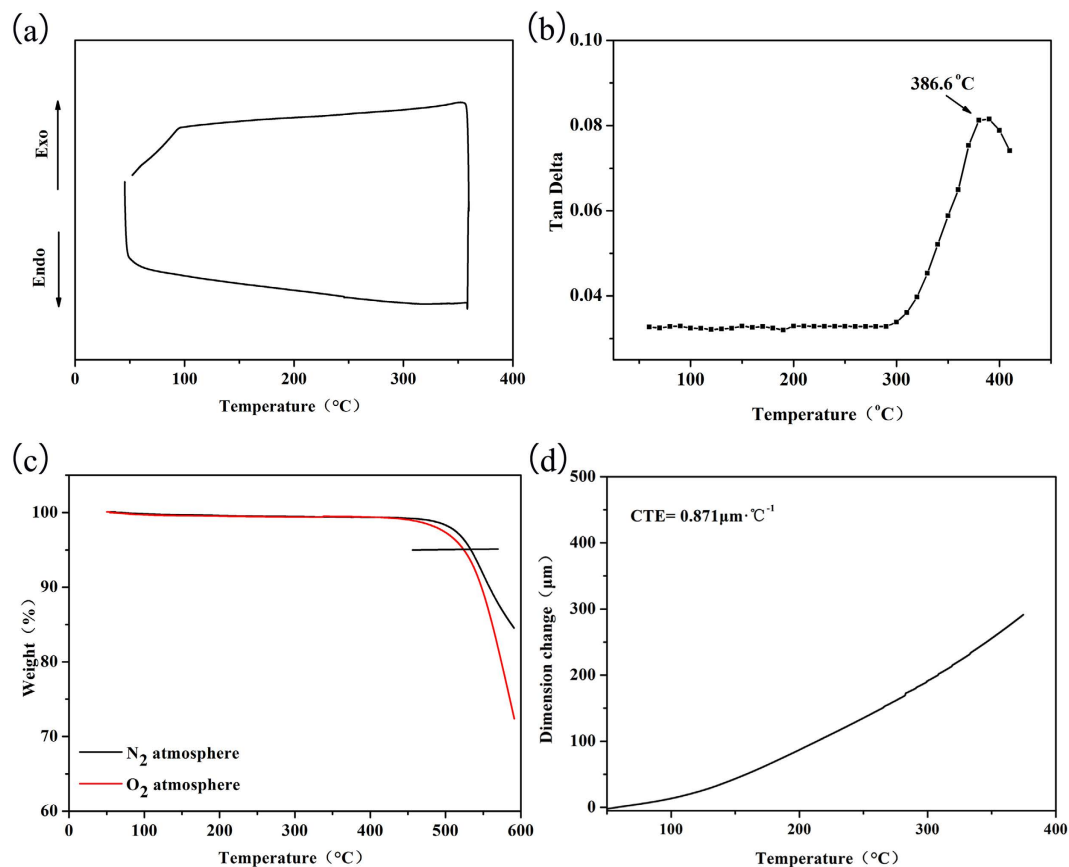 (a)
Exo
Endo
0
100
200
300
400
Temperature（°C）
(b)
0.10
0.08
0.06
0.04
Tan Delta
386.6°C
100
200
300
400
Temperature（°C）
(c)
100
90
80
70
60
Weight（%）
N2 atmosphere
O2 atmosphere
0
100
200
300
400
500
600
Temperature（°C）
(d)
500
400
300
200
100
0
Dimension change（μm）
CTE= 0.871μm·℃-1
100
200
300
400
Temperature（°C）